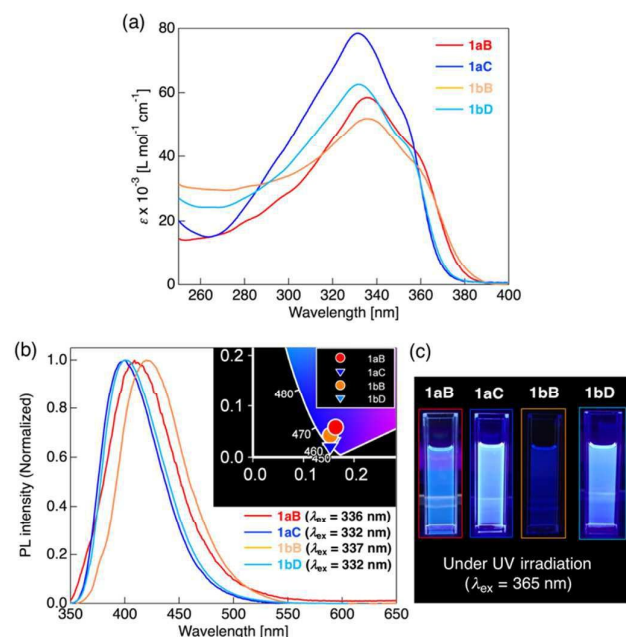 (a)
80
60
40
20
0
ε x 10⁻³ [L mol⁻¹ cm⁻¹]
1aB
1aC
1bB
1bD
260 280 300 320 340 360 380 400
Wavelength [nm]
(b)
1.0
0.8
0.6
0.4
0.2
0.0
PL intensity (Normalized)
0.2
0.1
0.0
480
470
460
450
0.0 0.1 0.2
1aB
1aC
1bB
1bD
1aB (λex = 336 nm)
1aC (λex = 332 nm)
1bB (λex = 337 nm)
1bD (λex = 332 nm)
350 400 450 500 550 600 650
Wavelength [nm]
(c)
1aB 1aC 1bB 1bD
Under UV irradiation
(λex = 365 nm)